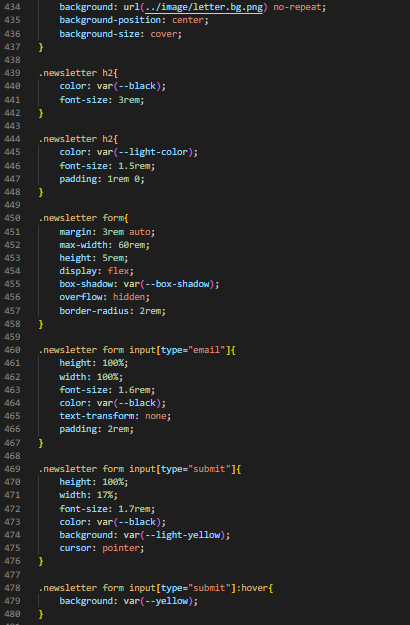 434 background: url(../image/letter.bg.png) no-repeat;
435 background-position: center;
436 background-size: cover;
437 }
438
439 .newsletter h2{
440 color: var(--black);
441 font-size: 3rem;
442 }
443
444 .newsletter h2{
445 color: var(--light-color);
446 font-size: 1.5rem;
447 padding: 1rem 0;
448 }
449
450 .newsletter form{
451 margin: 3rem auto;
452 max-width: 60rem;
453 height: 5rem;
454 display: flex;
455 box-shadow: var(--box-shadow);
456 overflow: hidden;
457 border-radius: 2rem;
458 }
459
460 .newsletter form input[type="email"]{
461 height: 100%;
462 width: 100%;
463 font-size: 1.6rem;
464 color: var(--black);
465 text-transform: none;
466 padding: 2rem;
467 }
468
469 .newsletter form input[type="submit"]{
470 height: 100%;
471 width: 17%;
472 font-size: 1.7rem;
473 color: var(--black);
474 background: var(--light-yellow);
475 cursor: pointer;
476 }
477
478 .newsletter form input[type="submit"]:hover{
479 background: var(--yellow);
480 }